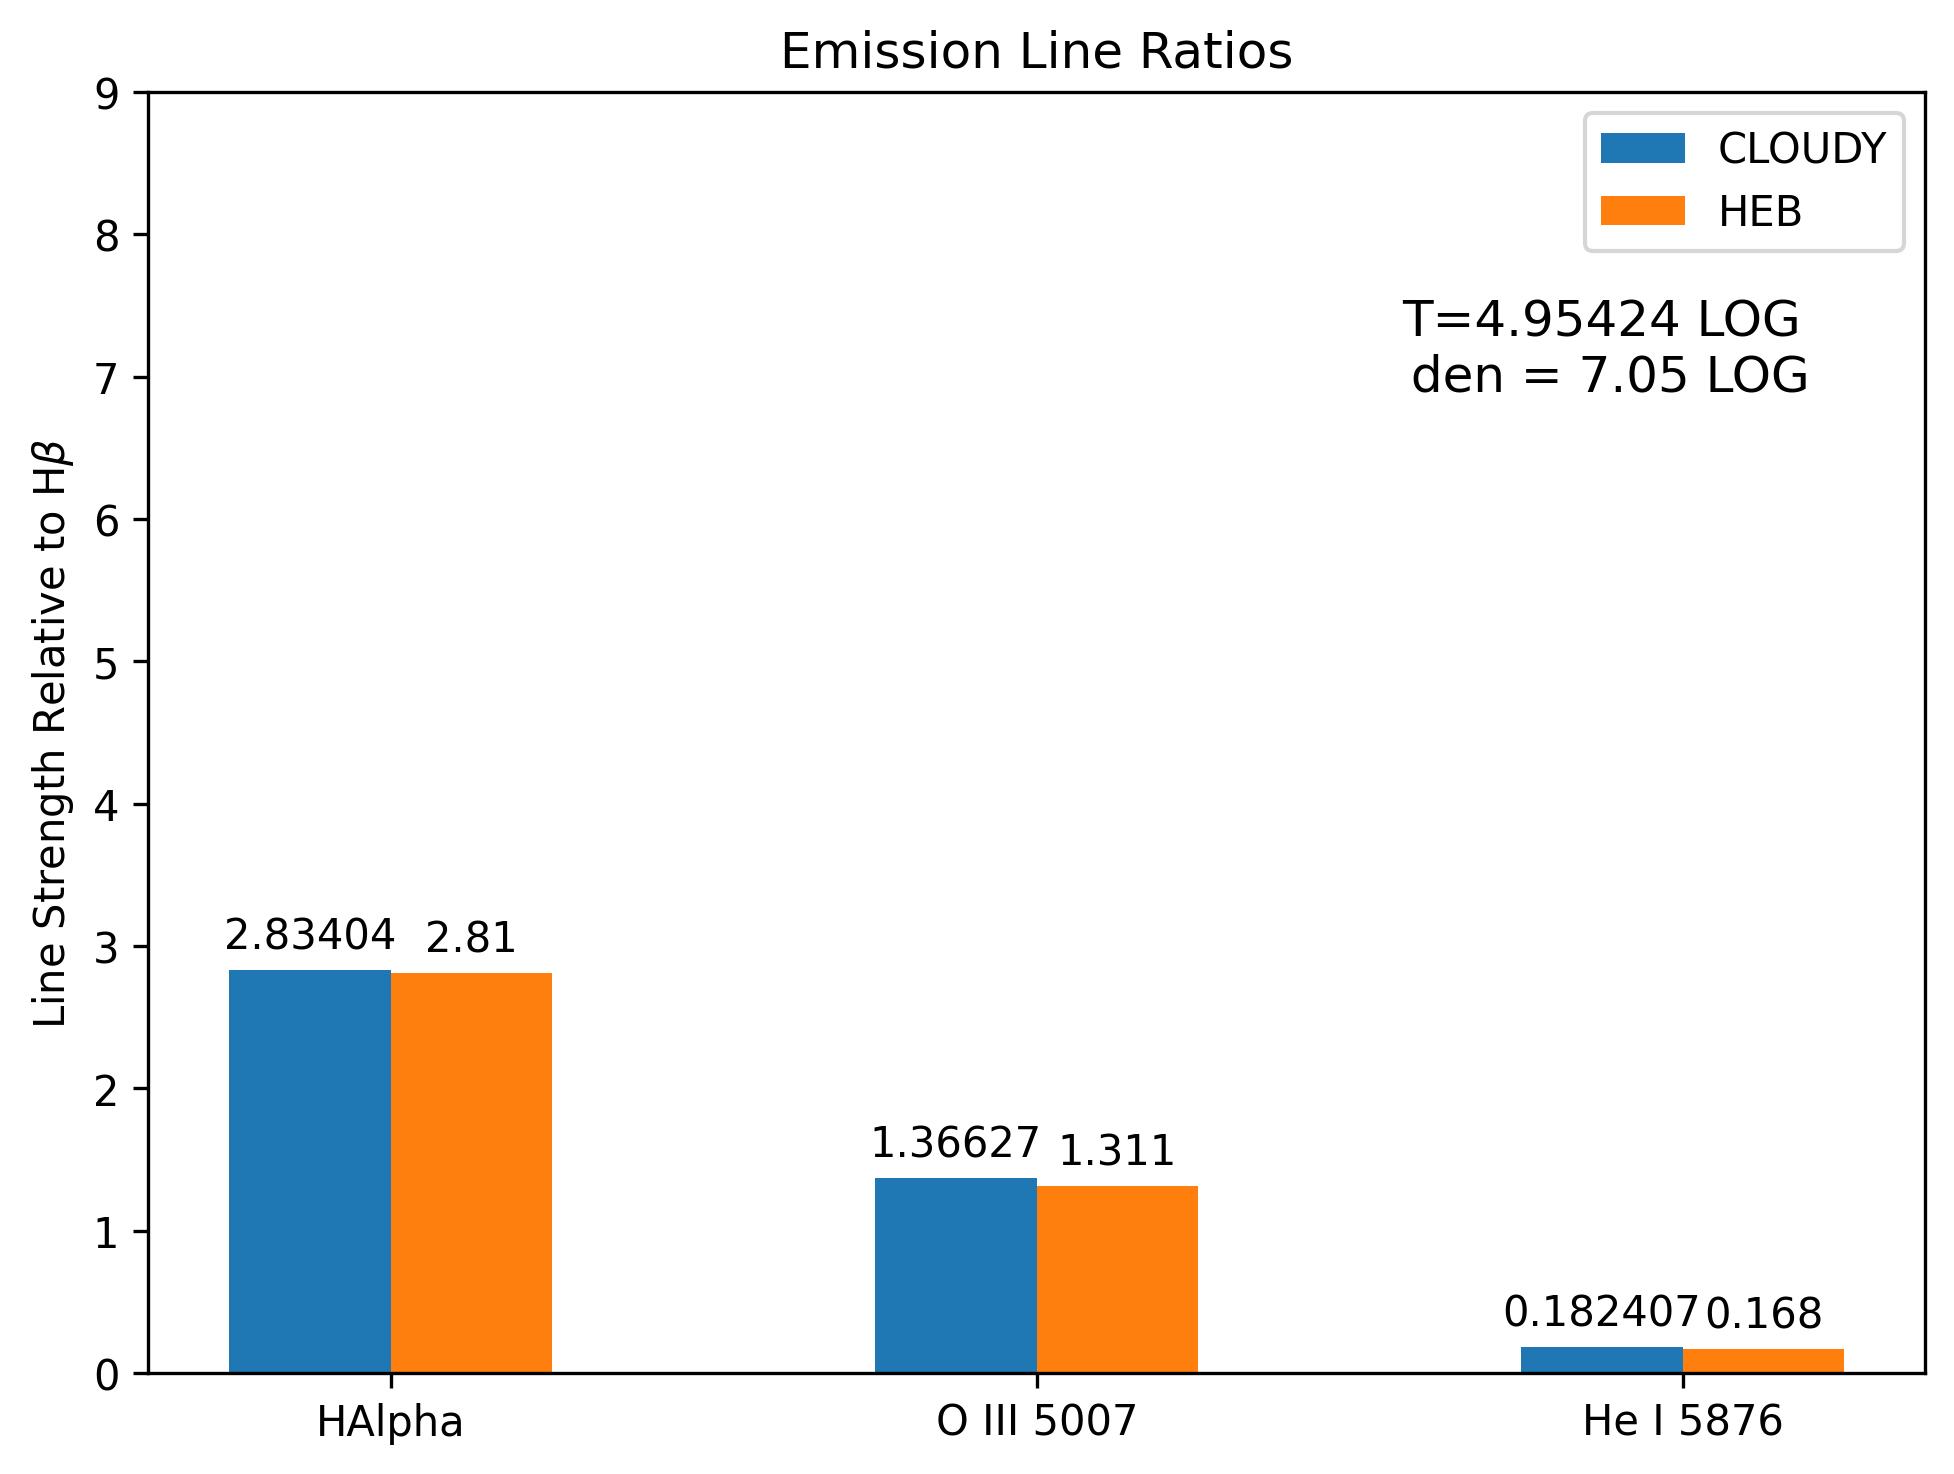 Emission Line Ratios
9
8
7
6
5
4
3
2
1
0
Line Strength Relative to Hβ
CLOUDY
HEB
T=4.95424 LOG
den = 7.05 LOG
2.83404
2.81
1.36627
1.311
0.182407
0.168
HAlpha
O III 5007
He I 5876